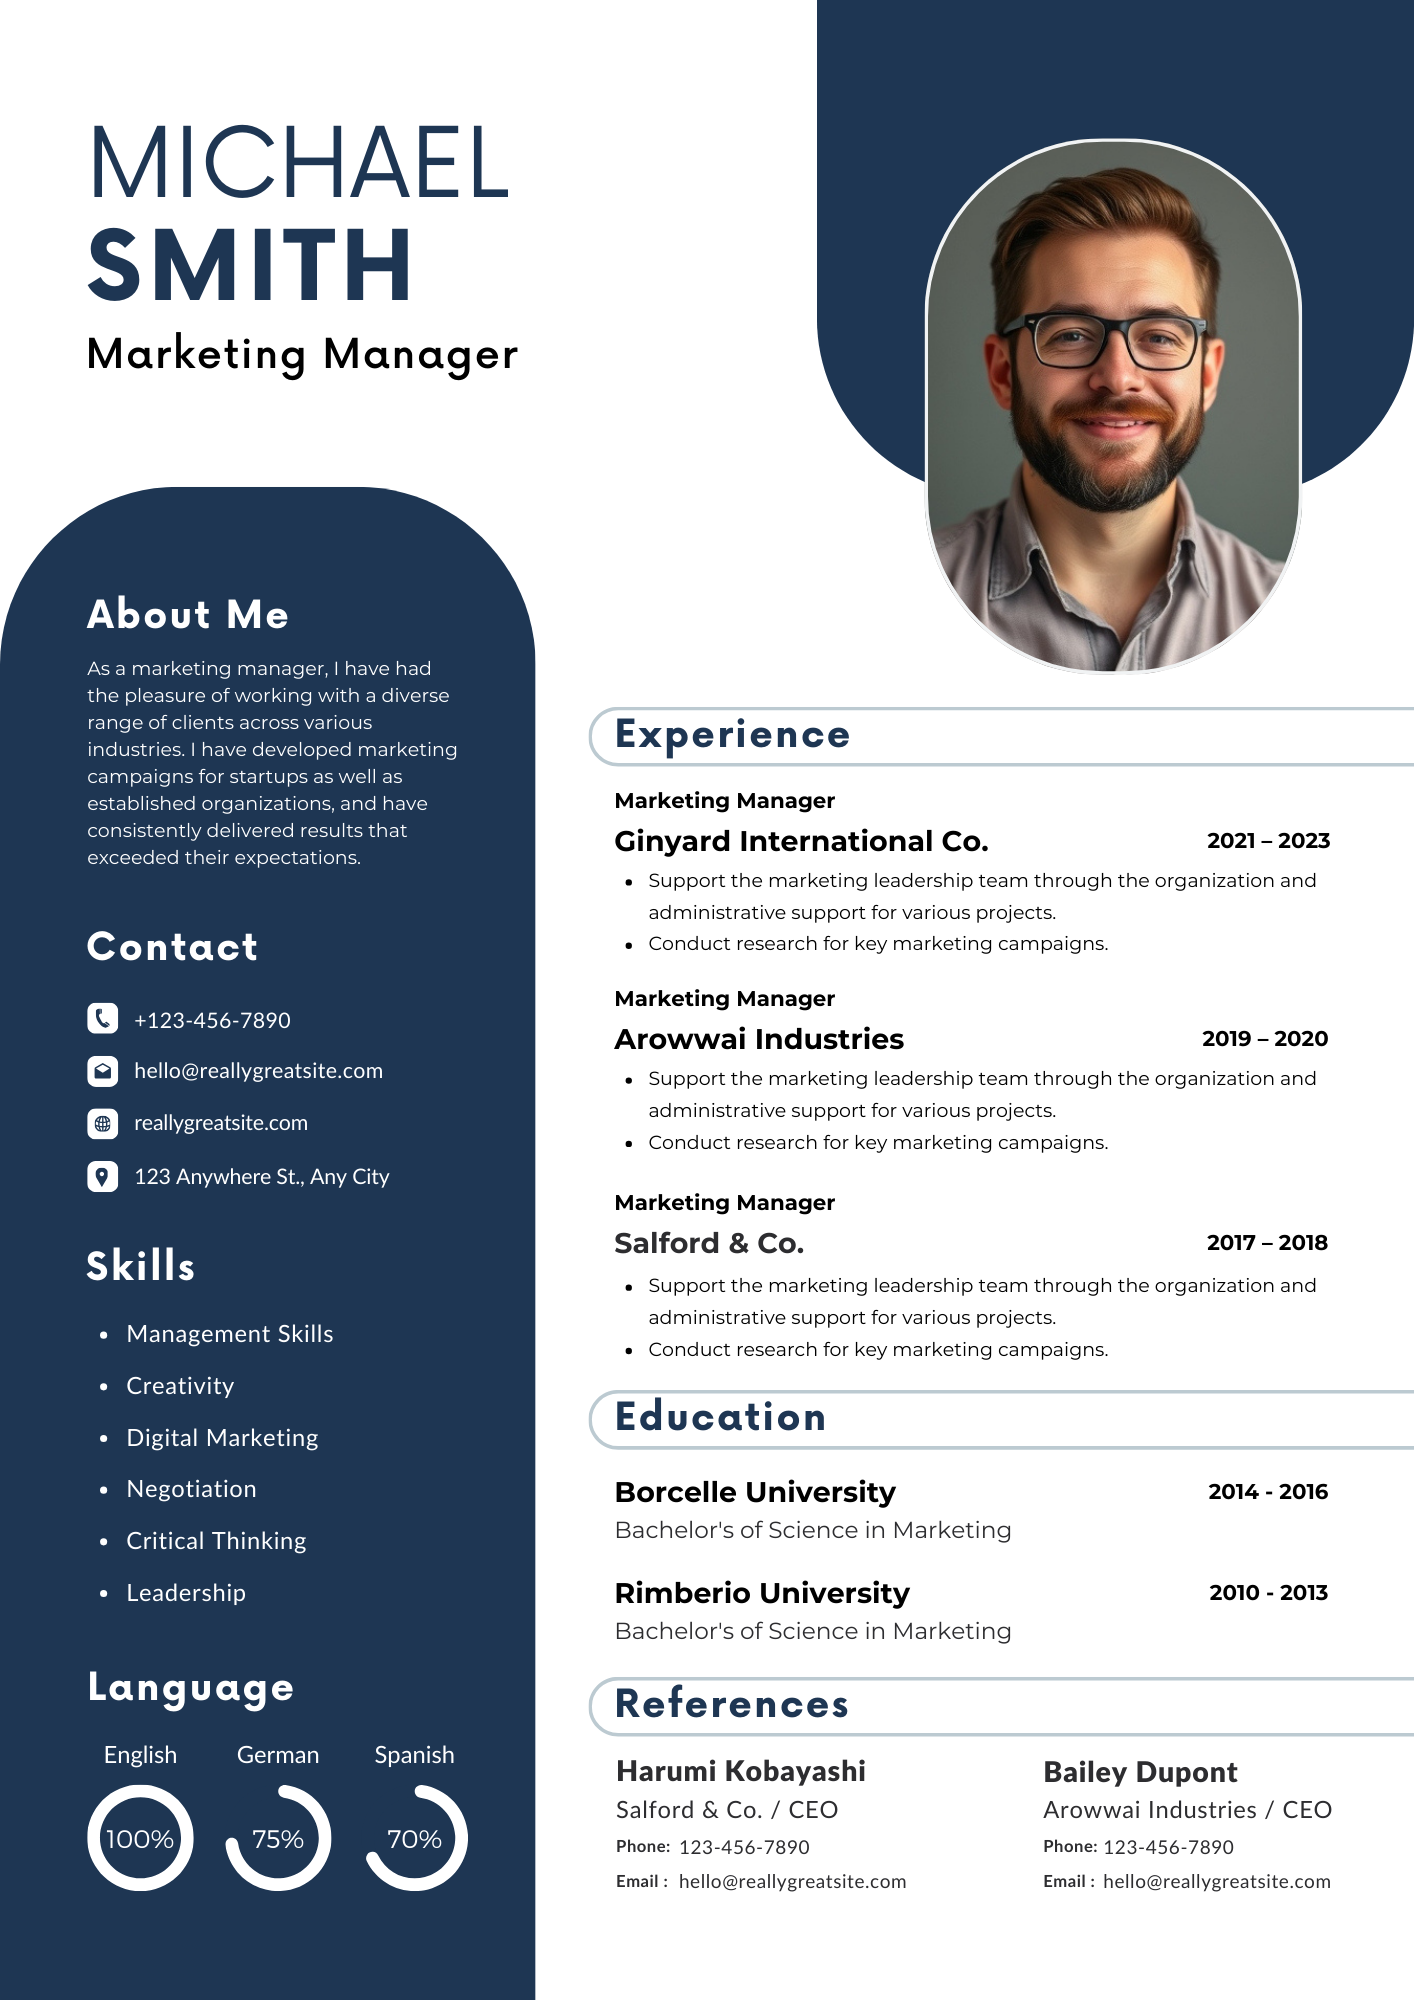 MICHAEL
SMITH
Marketing Manager
About Me
As a marketing manager, I have had
the pleasure of working with a diverse
range of clients across various
industries. I have developed marketing
campaigns for startups as well as
established organizations, and have
consistently delivered results that
exceeded their expectations.
Contact
+123-456-7890
hello@reallygreatsite.com
reallygreatsite.com
123 Anywhere St., Any City
Skills
• Management Skills
• Creativity
• Digital Marketing
• Negotiation
• Critical Thinking
• Leadership
Language
English German Spanish
100% 75% 70%
Experience
Marketing Manager
Ginyard International Co. 2021 – 2023
• Support the marketing leadership team through the organization and
administrative support for various projects.
• Conduct research for key marketing campaigns.
Marketing Manager
Arowwai Industries 2019 – 2020
• Support the marketing leadership team through the organization and
administrative support for various projects.
• Conduct research for key marketing campaigns.
Marketing Manager
Salford & Co. 2017 – 2018
• Support the marketing leadership team through the organization and
administrative support for various projects.
• Conduct research for key marketing campaigns.
Education
Borcelle University 2014 - 2016
Bachelor's of Science in Marketing
Rimberio University 2010 - 2013
Bachelor's of Science in Marketing
References
Harumi Kobayashi
Salford & Co. / CEO
Phone: 123-456-7890
Email : hello@reallygreatsite.com
Bailey Dupont
Arowwai Industries / CEO
Phone: 123-456-7890
Email : hello@reallygreatsite.com